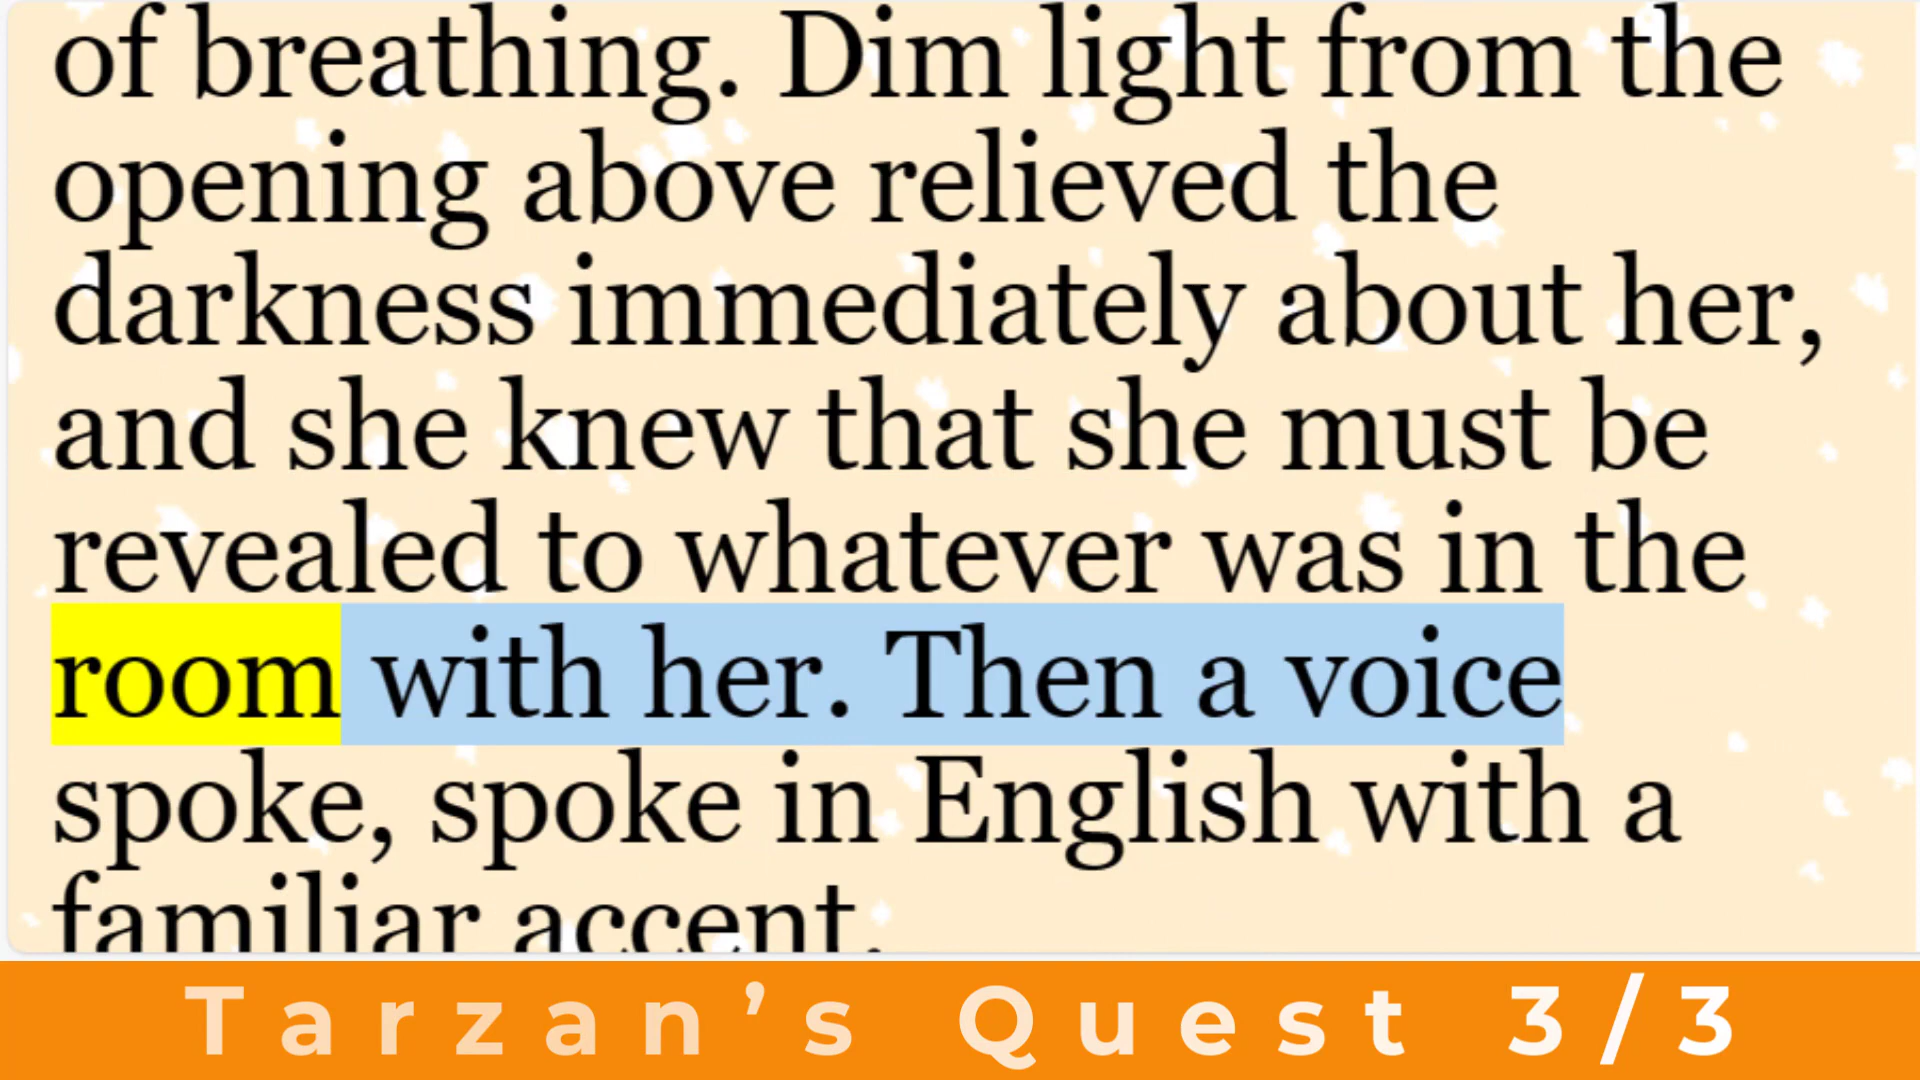 of breathing. Dim light from the
opening above relieved the
darkness immediately about her,
and she knew that she must be
revealed to whatever was in the
room with her. Then a voice
spoke, spoke in English with a
familiar accent.
Tarzan’s Quest 3/3